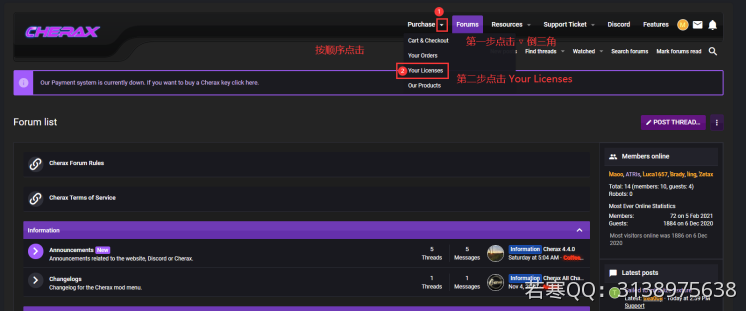 CHERAX
1
Purchase
Forums
Resources
Support Ticket
Discord
Features
按顺序点击
第一步点击 ▿ 倒三角
Cart & Checkout
Your Orders
2
Your Licenses
第二步点击 Your Licenses
Our Products
Find threads
Watched
Search forums
Mark forums read
Our Payment system is currently down. If you want to buy a Cherax key click here.
Forum list
POST THREAD...
Cherax Forum Rules
Cherax Terms of Service
Information
Announcements New
Announcements related to the website, Discord or Cherax.
5
Threads
5
Messages
Information Cherax 4.4.0
Saturday at 5:04 AM
Changelogs
Changelog for the Cherax mod menu.
1
Threads
1
Messages
Information Cherax All Cha...
Nov 4,
Members online
Maoo, ATRIs, Luca1657, Brady, ling, Zetax
Total: 14 (members: 10, guests: 4)
Robots: 0
Most Ever Online Statistics
Members: 72 on 5 Feb 2021
Guests: 1884 on 6 Dec 2020
Most visitors online was 1886 on 6 Dec 2020
Latest posts
Latest:
Today at 2:59 PM
Support
若寒QQ：3138975638